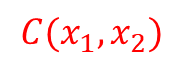 C(x₁, x₂)